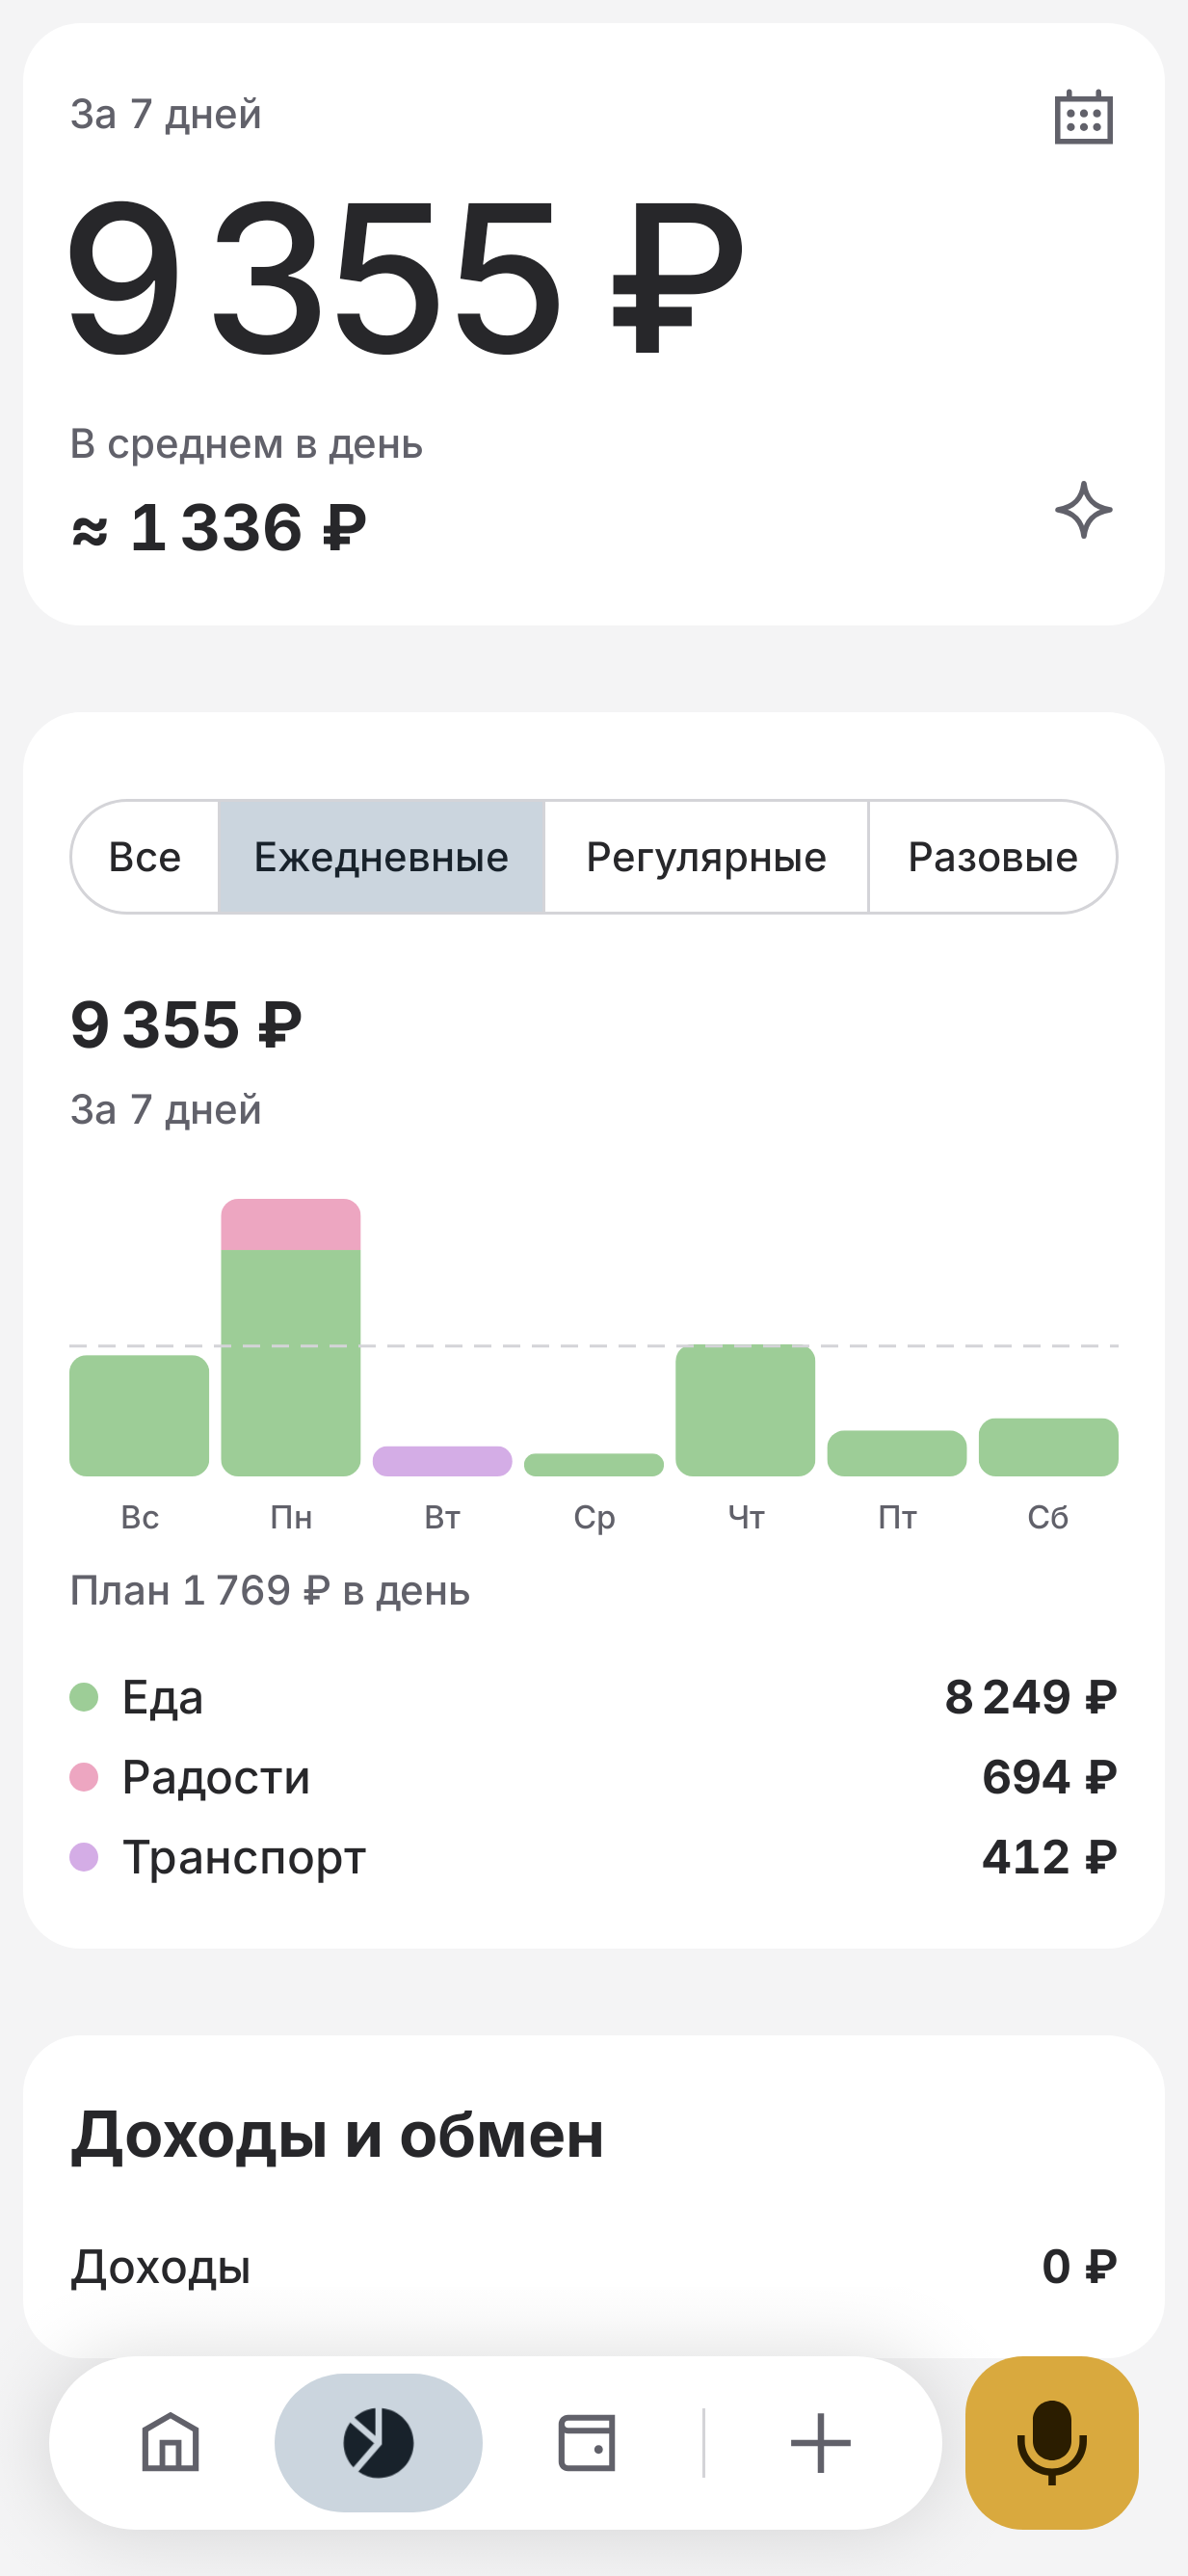 За 7 дней
9 355 ₽
В среднем в день
≈ 1 336 ₽
Все Ежедневные Регулярные Разовые
9 355 ₽
За 7 дней
Вс Пн Вт Ср Чт Пт Сб
План 1 769 ₽ в день
Еда 8 249 ₽
Радости 694 ₽
Транспорт 412 ₽
Доходы и обмен
Доходы 0 ₽